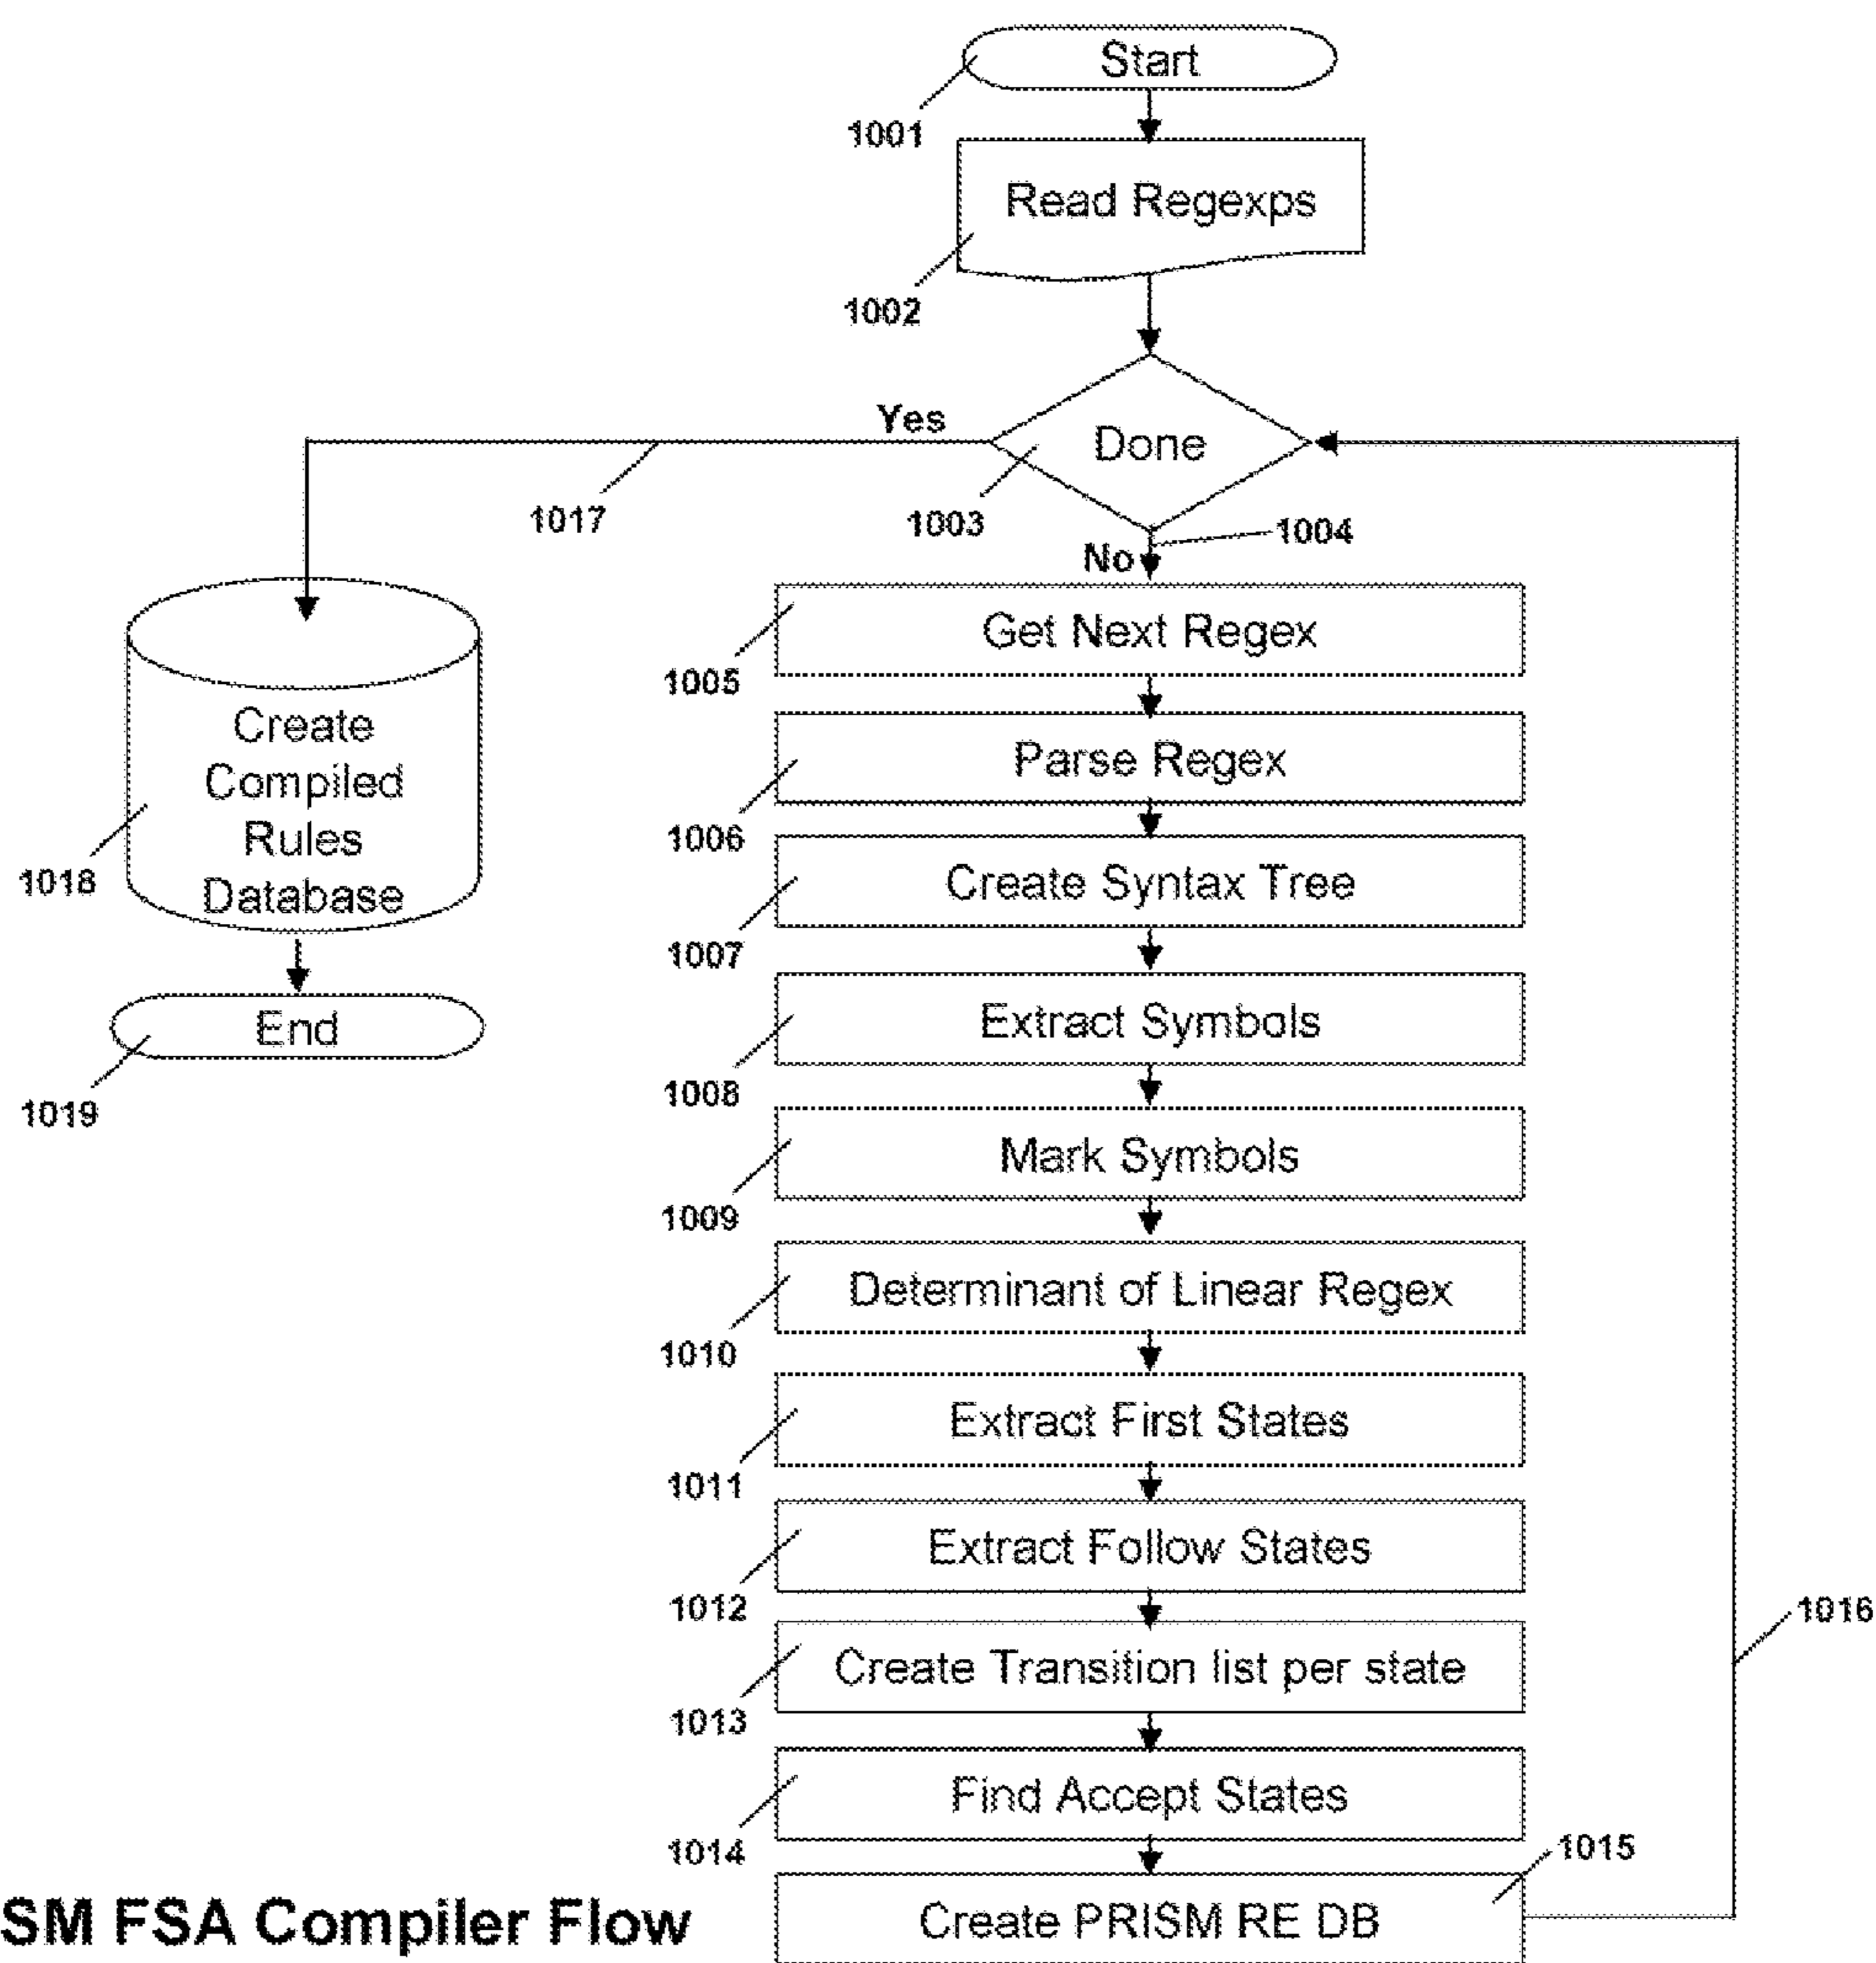 Start
1001
Read Regexps
1002
Yes
Done
1017
1003
1004
No
Get Next Regex
1005
Parse Regex
1006
Create
Compiled
Rules
Database
1018
Create Syntax Tree
1007
End
1019
Extract Symbols
1008
Mark Symbols
1009
Determinant of Linear Regex
1010
Extract First States
1011
Extract Follow States
1012
1016
Create Transition list per state
1013
Find Accept States
1014
1015
Create PRISM RE DB
SM FSA Compiler Flow